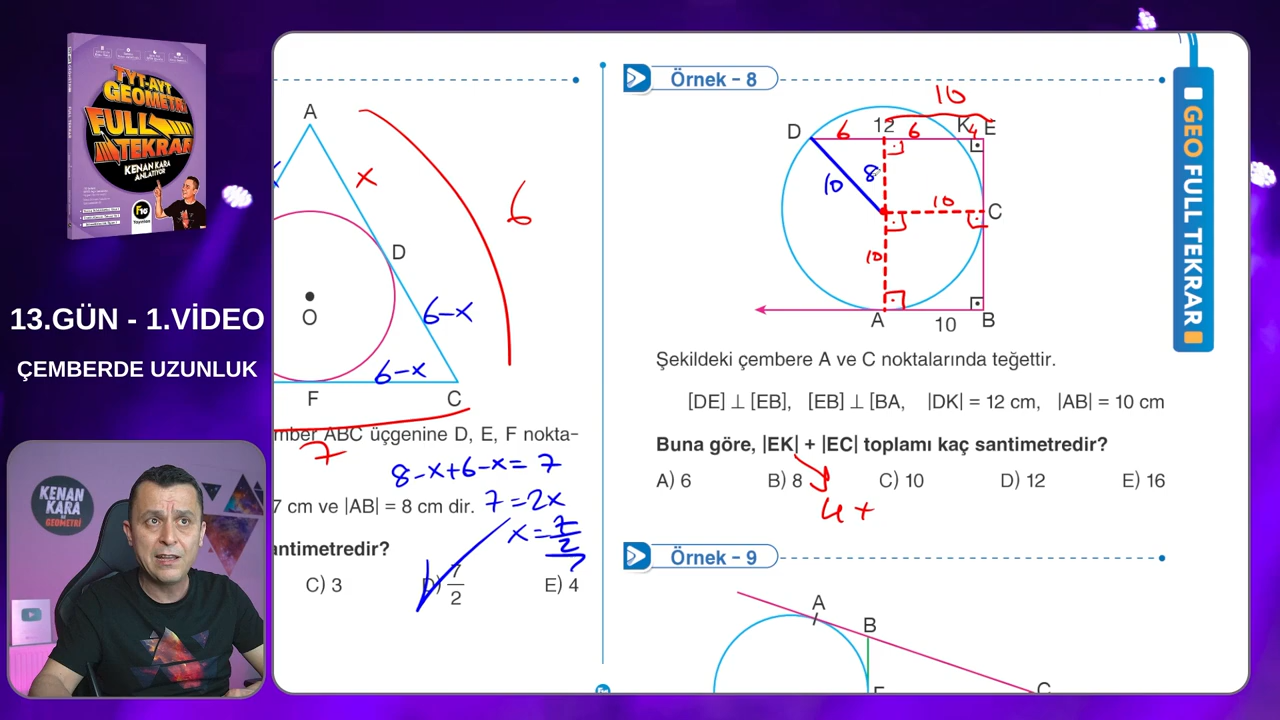 TYT-AYT
GEOMETRİ
FULL
TEKRAR
KENAN KARA
ANLATIYOR
13.GÜN - 1.VİDEO
ÇEMBERDE UZUNLUK
KENAN
KARA
GEOMETRİ
A
x
6
D
O
6-x
6-x
F
C
7
mber ABC üçgenine D, E, F nokta-
8-x+6-x=7
7 cm ve |AB| = 8 cm dir.
7=2x
x=7/2
antimetredir?
C) 3
D) 7/2
E) 4
Örnek – 8
10
D
6
12
6
K
4
E
10
8
10
C
10
A
10
B
Şekildeki çembere A ve C noktalarında teğettir.
[DE] ⊥ [EB], [EB] ⊥ [BA, |DK| = 12 cm, |AB| = 10 cm
Buna göre, |EK| + |EC| toplamı kaç santimetredir?
A) 6 B) 8 C) 10 D) 12 E) 16
4+
Örnek – 9
A
B
C
GEO FULL TEKRAR